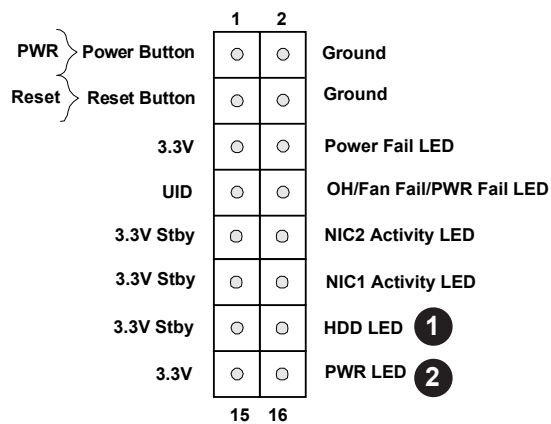 1 2
PWR Power Button Ground
Reset Reset Button Ground
3.3V Power Fail LED
UID OH/Fan Fail/PWR Fail LED
3.3V Stby NIC2 Activity LED
3.3V Stby NIC1 Activity LED
3.3V Stby HDD LED 1
3.3V PWR LED 2
15 16